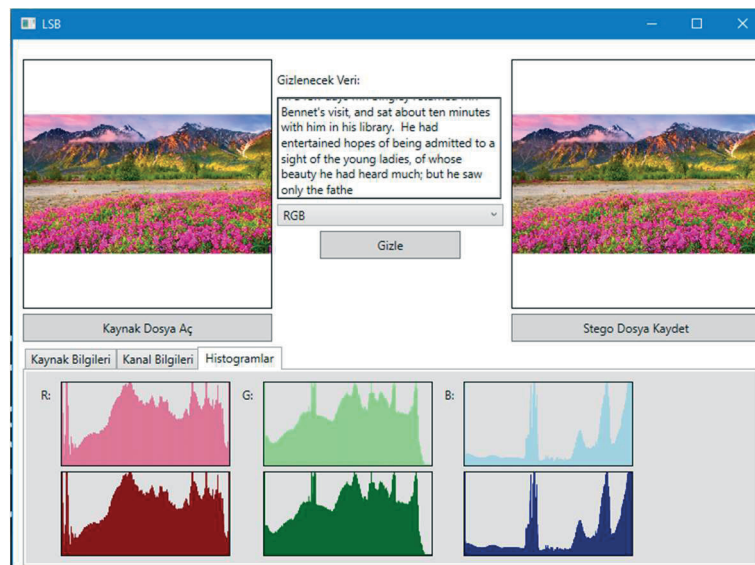 LSB
Gizlenecek Veri:
Bennet's visit, and sat about ten minutes
with him in his library. He had
entertained hopes of being admitted to a
sight of the young ladies, of whose
beauty he had heard much; but he saw
only the fathe
RGB
Gizle
Kaynak Dosya Aç
Stego Dosya Kaydet
Kaynak Bilgileri
Kanal Bilgileri
Histogramlar
R:
G:
B: